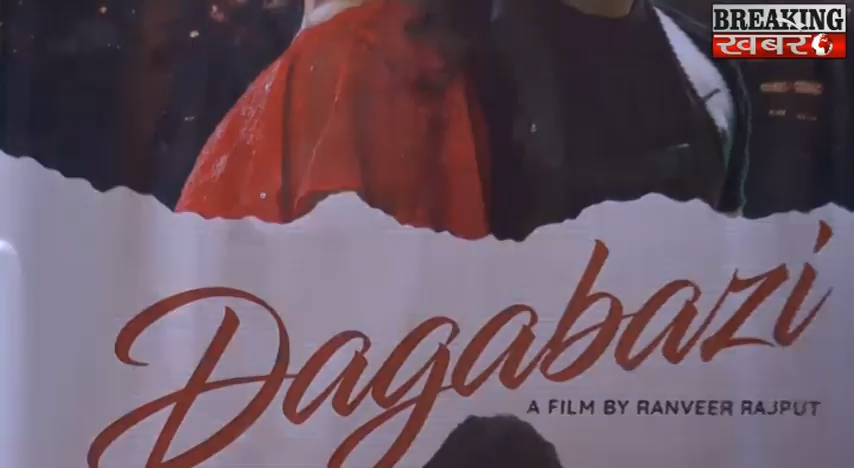 BREAKING
खबर
Dagabazi
A FILM BY RANVEER RAJPUT